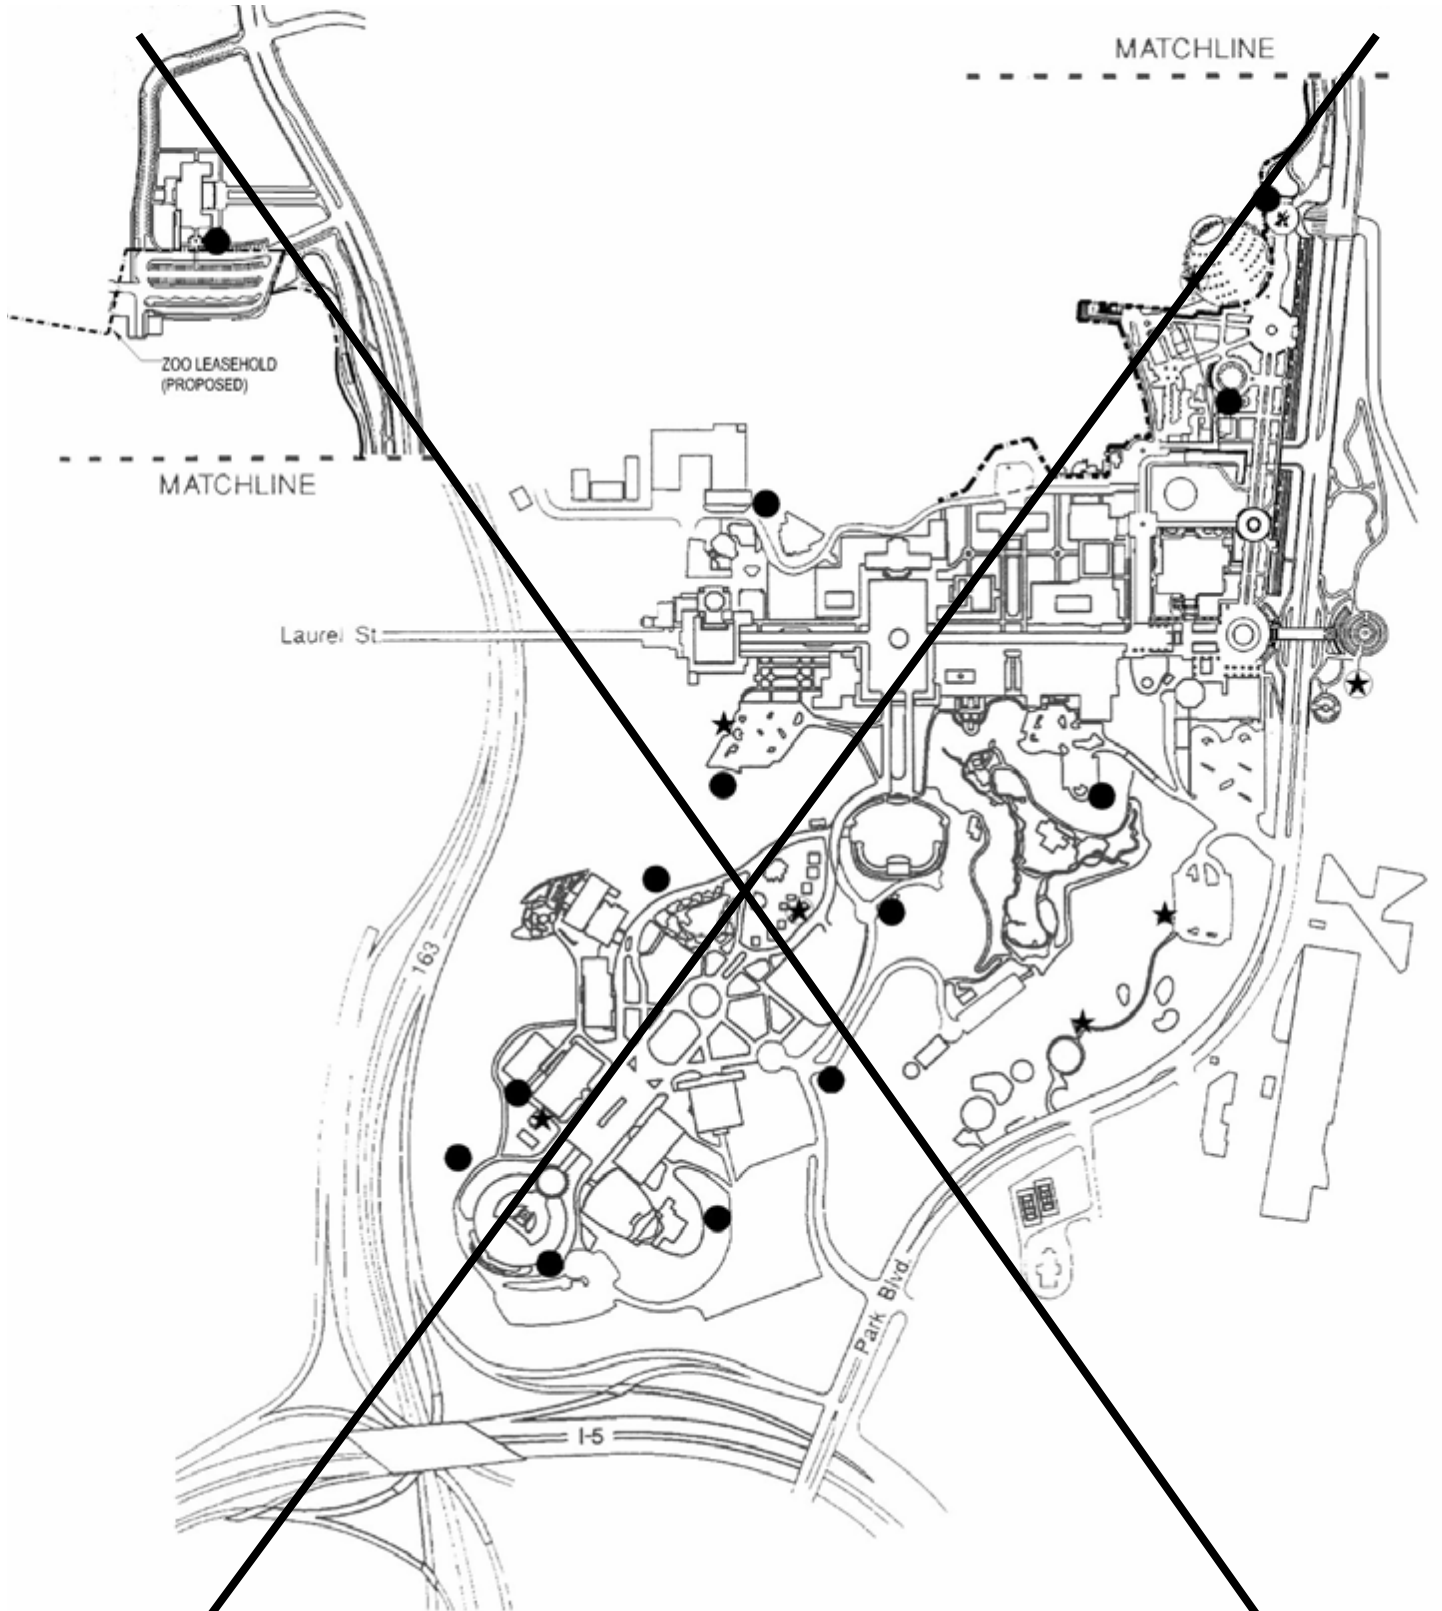 MATCHLINE
ZOO LEASEHOLD
(PROPOSED)
MATCHLINE
Laurel St
163
Park Blvd.
I-5